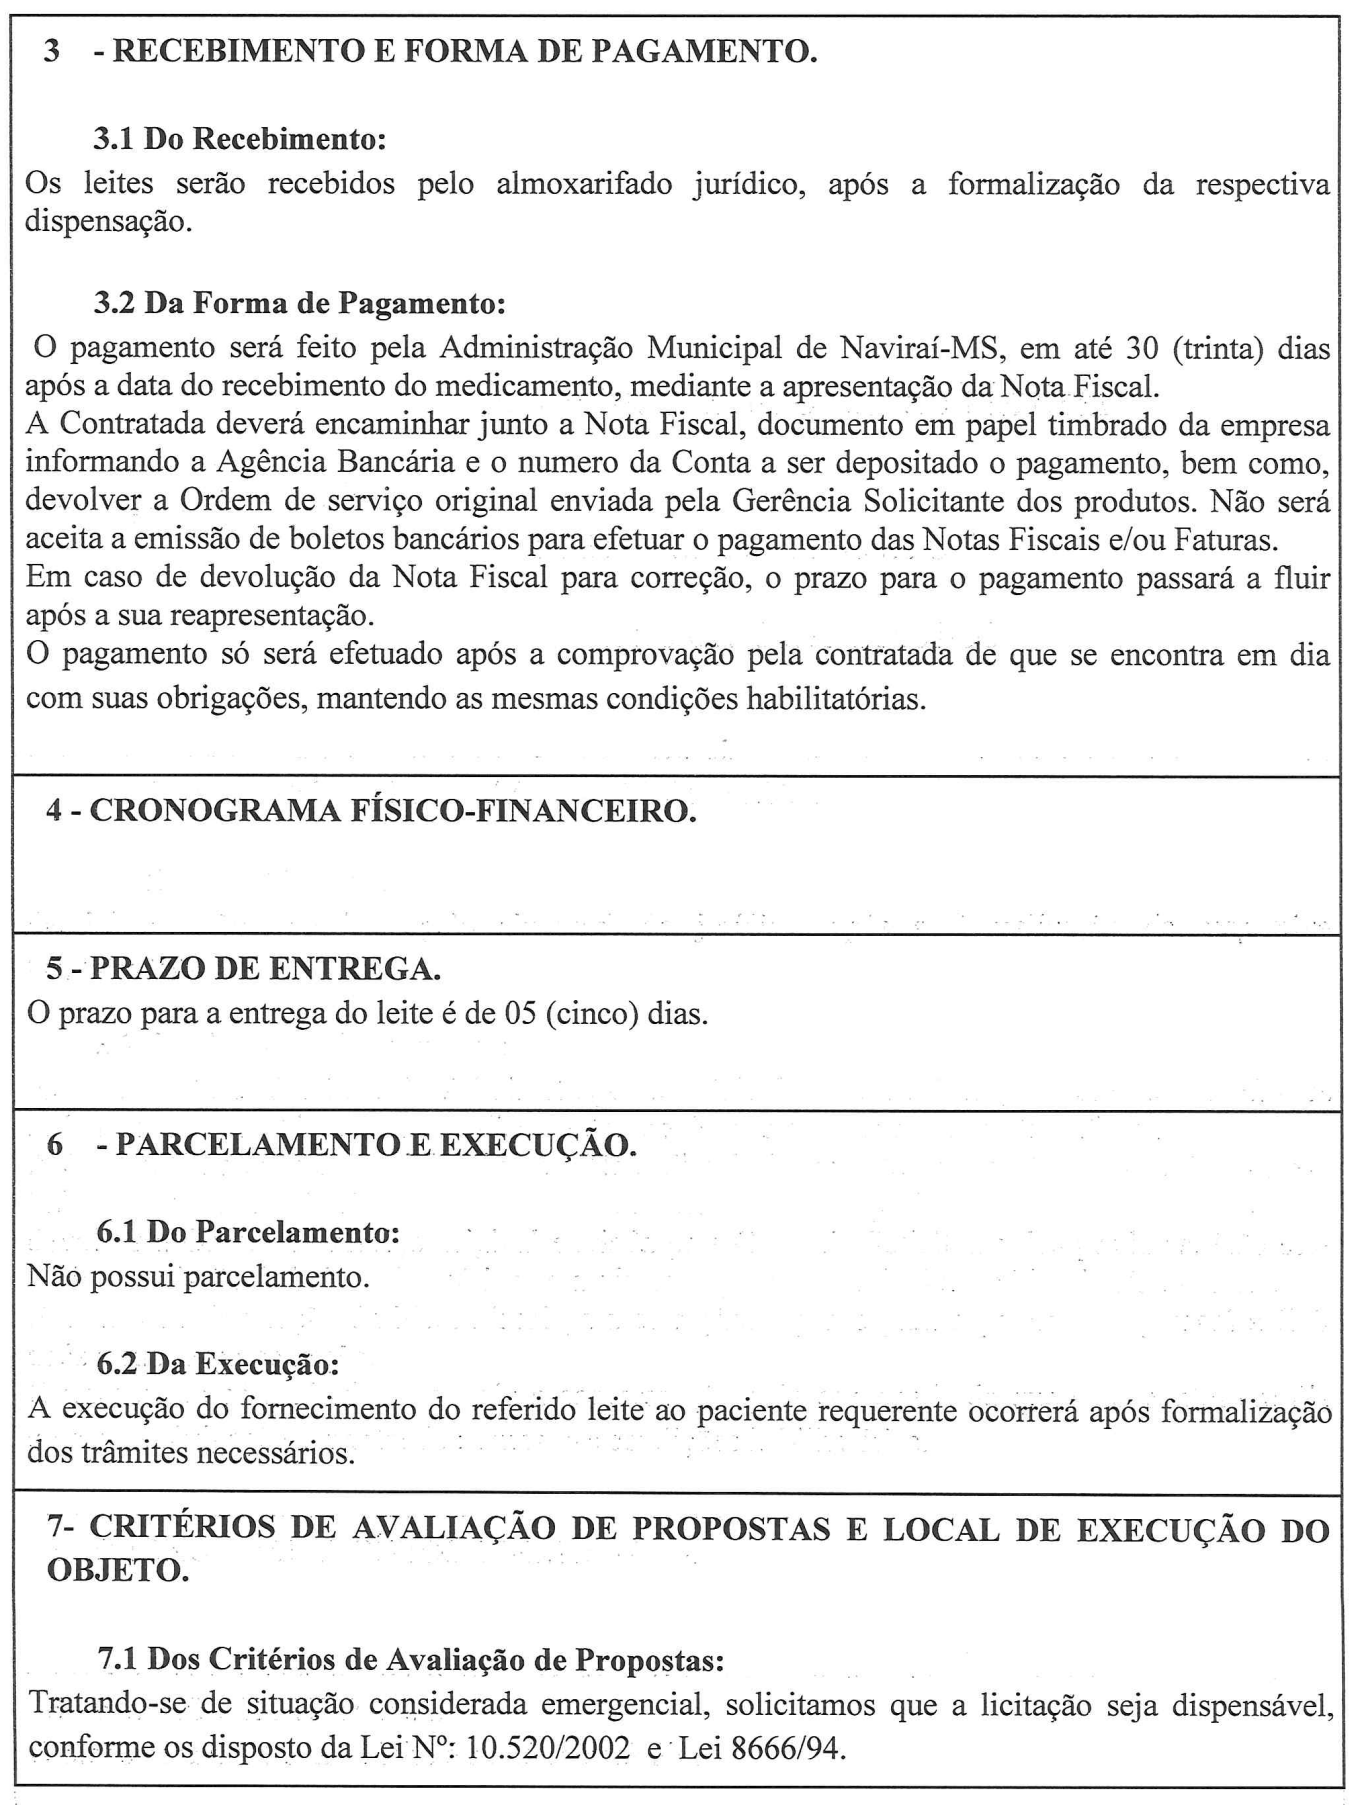 3 - RECEBIMENTO E FORMA DE PAGAMENTO.
3.1 Do Recebimento:
Os leites serão recebidos pelo almoxarifado jurídico, após a formalização da respectiva
dispensação.
3.2 Da Forma de Pagamento:
O pagamento será feito pela Administração Municipal de Naviraí-MS, em até 30 (trinta) dias
após a data do recebimento do medicamento, mediante a apresentação da Nota Fiscal.
A Contratada deverá encaminhar junto a Nota Fiscal, documento em papel timbrado da empresa
informando a Agência Bancária e o numero da Conta a ser depositado o pagamento, bem como,
devolver a Ordem de serviço original enviada pela Gerência Solicitante dos produtos. Não será
aceita a emissão de boletos bancários para efetuar o pagamento das Notas Fiscais e/ou Faturas.
Em caso de devolução da Nota Fiscal para correção, o prazo para o pagamento passará a fluir
após a sua reapresentação.
O pagamento só será efetuado após a comprovação pela contratada de que se encontra em dia
com suas obrigações, mantendo as mesmas condições habilitatórias.
4 - CRONOGRAMA FÍSICO-FINANCEIRO.
5 - PRAZO DE ENTREGA.
O prazo para a entrega do leite é de 05 (cinco) dias.
6 - PARCELAMENTO E EXECUÇÃO.
6.1 Do Parcelamento:
Não possui parcelamento.
6.2 Da Execução:
A execução do fornecimento do referido leite ao paciente requerente ocorrerá após formalização
dos trâmites necessários.
7- CRITÉRIOS DE AVALIAÇÃO DE PROPOSTAS E LOCAL DE EXECUÇÃO DO
OBJETO.
7.1 Dos Critérios de Avaliação de Propostas:
Tratando-se de situação considerada emergencial, solicitamos que a licitação seja dispensável,
conforme os disposto da Lei Nº: 10.520/2002 e Lei 8666/94.